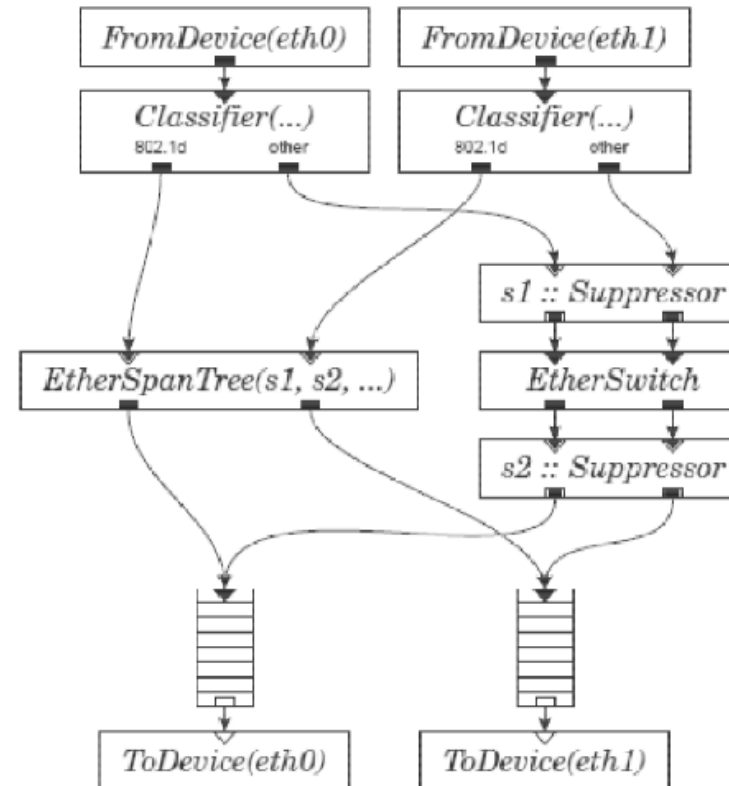 FromDevice(eth0)
FromDevice(eth1)
Classifier(...)
802.1d other
Classifier(...)
802.1d other
s1 :: Suppressor
EtherSpanTree(s1, s2, ...)
EtherSwitch
s2 :: Suppressor
ToDevice(eth0)
ToDevice(eth1)